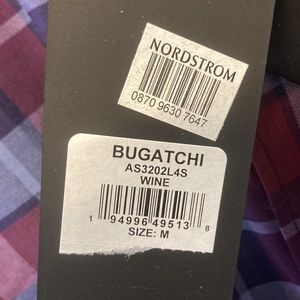 NORDSTROM
0870 9630 7647
BUGATCHI
AS3202L4S
WINE
1 94996 49513 8
SIZE: M